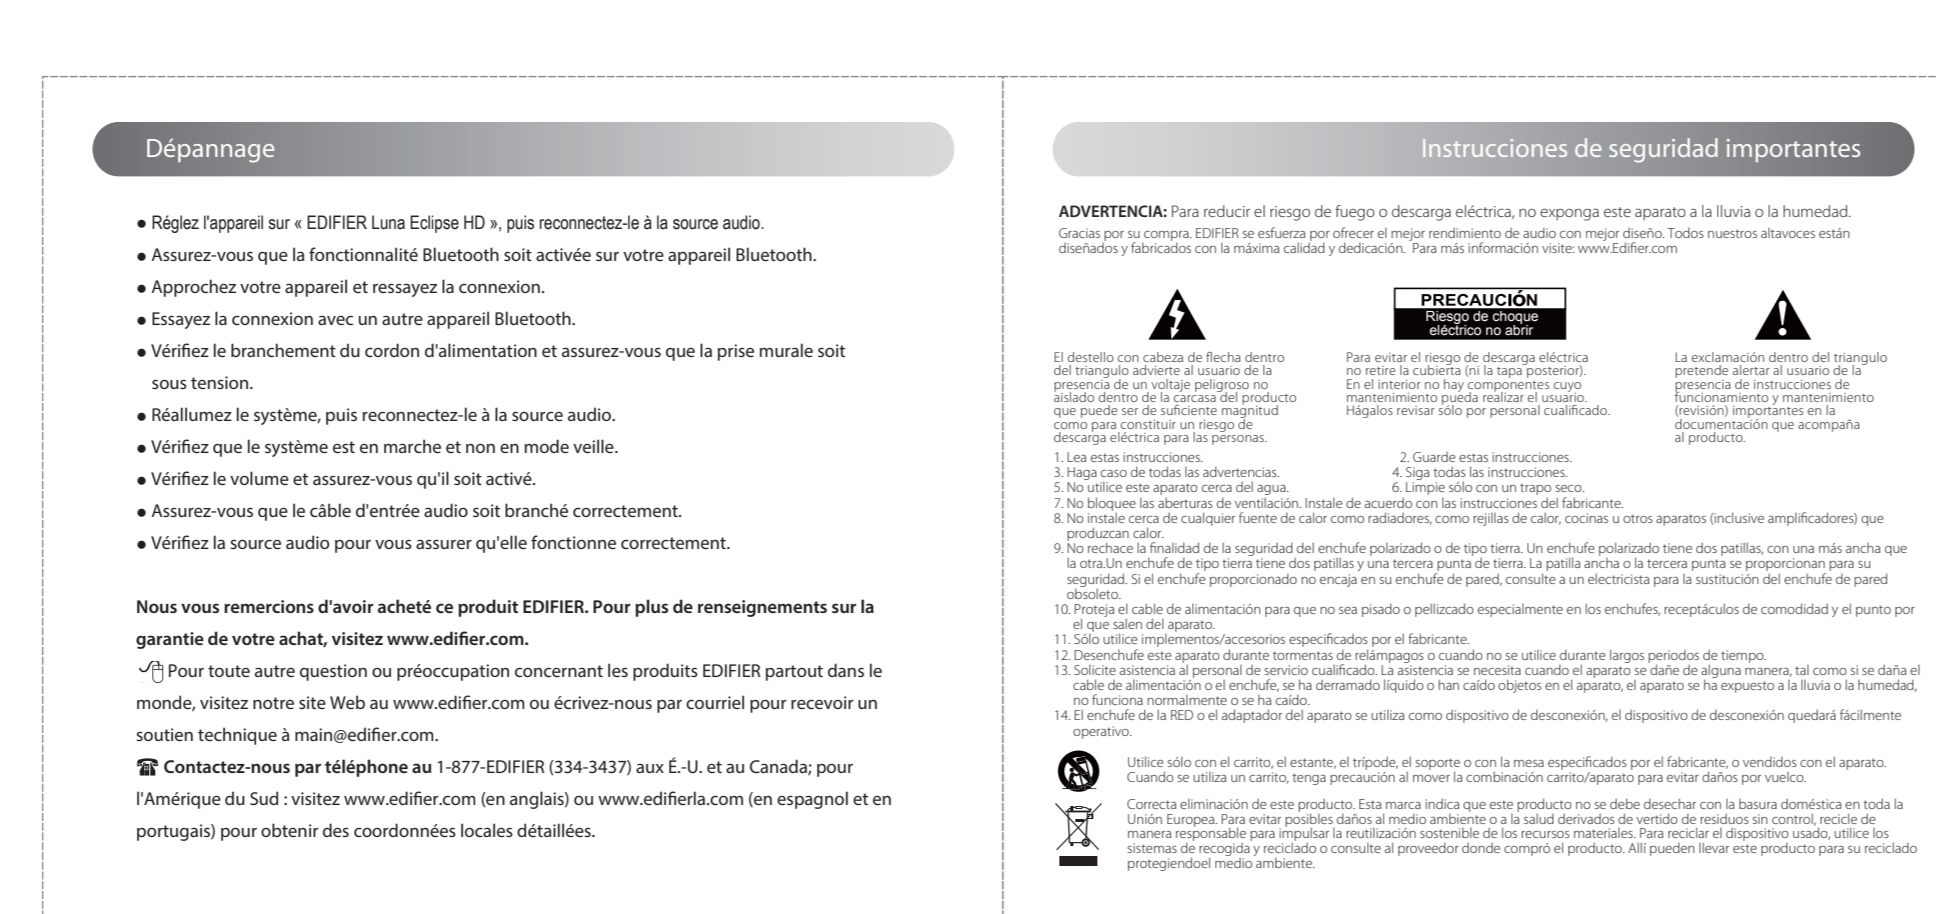 Dépannage
● Réglez l'appareil sur « EDIFIER Luna Eclipse HD », puis reconnectez-le à la source audio.
● Assurez-vous que la fonctionnalité Bluetooth soit activée sur votre appareil Bluetooth.
● Approchez votre appareil et ressayez la connexion.
● Essayez la connexion avec un autre appareil Bluetooth.
● Vérifiez le branchement du cordon d'alimentation et assurez-vous que la prise murale soit
sous tension.
● Réallumez le système, puis reconnectez-le à la source audio.
● Vérifiez que le système est en marche et non en mode veille.
● Vérifiez le volume et assurez-vous qu'il soit activé.
● Assurez-vous que le câble d'entrée audio soit branché correctement.
● Vérifiez la source audio pour vous assurer qu'elle fonctionne correctement.
Nous vous remercions d'avoir acheté ce produit EDIFIER. Pour plus de renseignements sur la
garantie de votre achat, visitez www.edifier.com.
Pour toute autre question ou préoccupation concernant les produits EDIFIER partout dans le
monde, visitez notre site Web au www.edifier.com ou écrivez-nous par courriel pour recevoir un
soutien technique à main@edifier.com.
Contactez-nous par téléphone au 1-877-EDIFIER (334-3437) aux É.-U. et au Canada; pour
l'Amérique du Sud : visitez www.edifier.com (en anglais) ou www.edifierla.com (en espagnol et en
portugais) pour obtenir des coordonnées locales détaillées.
Instrucciones de seguridad importantes
ADVERTENCIA: Para reducir el riesgo de fuego o descarga eléctrica, no exponga este aparato a la lluvia o la humedad.
Gracias por su compra. EDIFIER se esfuerza por ofrecer el mejor rendimiento de audio con mejor diseño. Todos nuestros altavoces están
diseñados y fabricados con la máxima calidad y dedicación. Para más información visite: www.Edifier.com
El destello con cabeza de flecha dentro
del triangulo advierte al usuario de la
presencia de un voltaje peligroso no
aislado dentro de la carcasa del producto
que puede ser de suficiente magnitud
como para constituir un riesgo de
descarga eléctrica para las personas.
PRECAUCIÓN
Riesgo de choque
eléctrico no abrir
Para evitar el riesgo de descarga eléctrica
no retire la cubierta (ni la tapa posterior).
En el interior no hay componentes cuyo
mantenimiento pueda realizar el usuario.
Hágalos revisar sólo por personal cualificado.
La exclamación dentro del triangulo
pretende alertar al usuario de la
presencia de instrucciones de
funcionamiento y mantenimiento
(revisión) importantes en la
documentación que acompaña
al producto.
1. Lea estas instrucciones. 2. Guarde estas instrucciones.
3. Haga caso de todas las advertencias. 4. Siga todas las instrucciones.
5. No utilice este aparato cerca del agua. 6. Limpie sólo con un trapo seco.
7. No bloquee las aberturas de ventilación. Instale de acuerdo con las instrucciones del fabricante.
8. No instale cerca de cualquier fuente de calor como radiadores, como rejillas de calor, cocinas u otros aparatos (inclusive amplificadores) que
produzcan calor.
9. No rechace la finalidad de la seguridad del enchufe polarizado o de tipo tierra. Un enchufe polarizado tiene dos patillas, con una más ancha que
la otra.Un enchufe de tipo tierra tiene dos patillas y una tercera punta de tierra. La patilla ancha o la tercera punta se proporcionan para su
seguridad. Si el enchufe proporcionado no encaja en su enchufe de pared, consulte a un electricista para la sustitución del enchufe de pared
obsoleto.
10. Proteja el cable de alimentación para que no sea pisado o pellizcado especialmente en los enchufes, receptáculos de comodidad y el punto por
el que salen del aparato.
11. Sólo utilice implementos/accesorios especificados por el fabricante.
12. Desenchufe este aparato durante tormentas de relámpagos o cuando no se utilice durante largos periodos de tiempo.
13. Solicite asistencia al personal de servicio cualificado. La asistencia se necesita cuando el aparato se dañe de alguna manera, tal como si se daña el
cable de alimentación o el enchufe, se ha derramado líquido o han caído objetos en el aparato, el aparato se ha expuesto a la lluvia o la humedad,
no funciona normalmente o se ha caído.
14. El enchufe de la RED o el adaptador del aparato se utiliza como dispositivo de desconexión, el dispositivo de desconexión quedará fácilmente
operativo.
Utilice sólo con el carrito, el estante, el trípode, el soporte o con la mesa especificados por el fabricante, o vendidos con el aparato.
Cuando se utiliza un carrito, tenga precaución al mover la combinación carrito/aparato para evitar daños por vuelco.
Correcta eliminación de este producto. Esta marca indica que este producto no se debe desechar con la basura doméstica en toda la
Unión Europea. Para evitar posibles daños al medio ambiente o a la salud derivados de vertido de residuos sin control, recicle de
manera responsable para impulsar la reutilización sostenible de los recursos materiales. Para reciclar el dispositivo usado, utilice los
sistemas de recogida y reciclado o consulte al proveedor donde compró el producto. Allí pueden llevar este producto para su reciclado
protegiendoel medio ambiente.